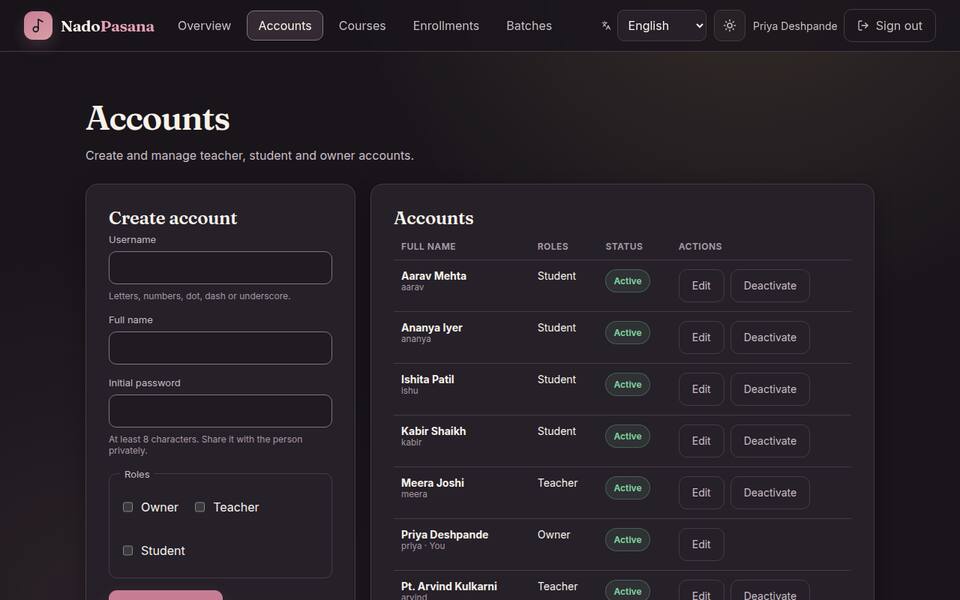 NadoPasana Overview Accounts Courses Enrollments Batches English Priya Deshpande Sign out
Accounts
Create and manage teacher, student and owner accounts.
Create account
Username
Letters, numbers, dot, dash or underscore.
Full name
Initial password
At least 8 characters. Share it with the person
privately.
Roles
Owner Teacher
Student
Accounts
FULL NAME ROLES STATUS ACTIONS
Aarav Mehta Student Active Edit Deactivate
aarav
Ananya Iyer Student Active Edit Deactivate
ananya
Ishita Patil Student Active Edit Deactivate
ishu
Kabir Shaikh Student Active Edit Deactivate
kabir
Meera Joshi Teacher Active Edit Deactivate
meera
Priya Deshpande Owner Active Edit
priya · You
Pt. Arvind Kulkarni Teacher Active Edit Deactivate
arvind